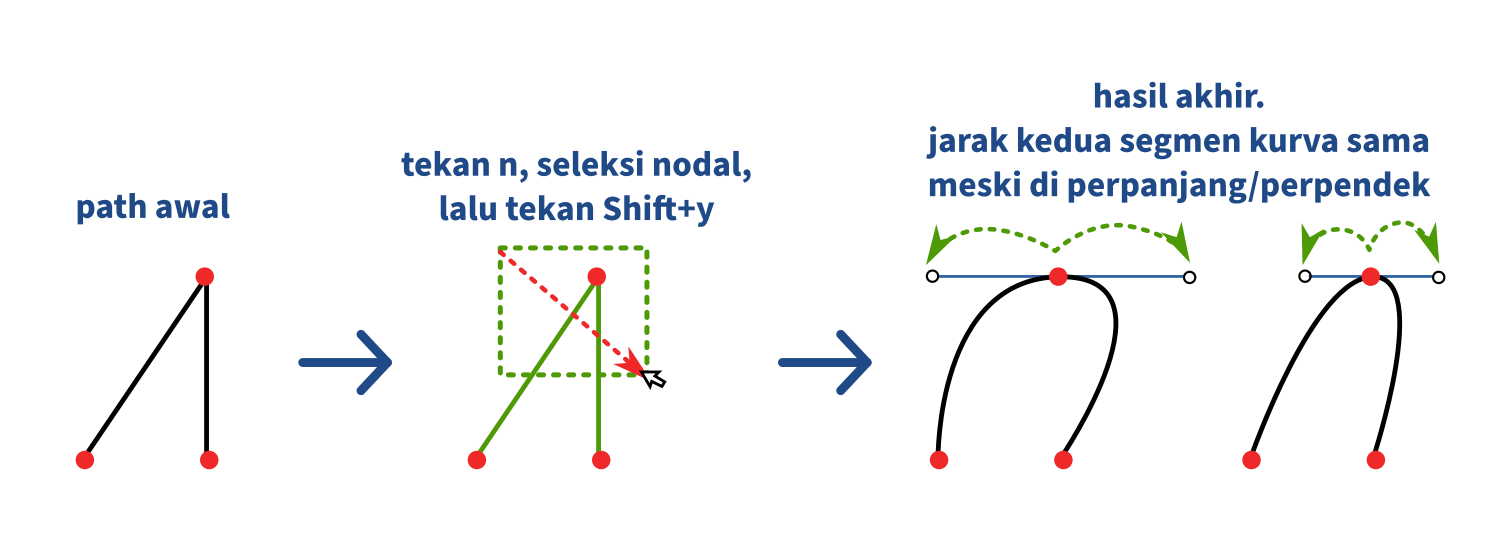 path awal
tekan n, seleksi nodal,
lalu tekan Shift+y
hasil akhir.
jarak kedua segmen kurva sama
meski di perpanjang/perpendek